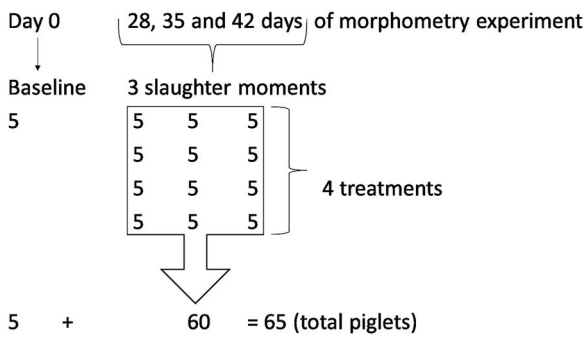 Day 0 28, 35 and 42 days of morphometry experiment
Baseline 3 slaughter moments
5 5 5 5
5 5 5
5 5 5
4 treatments
5 5 5
5 + 60 = 65 (total piglets)